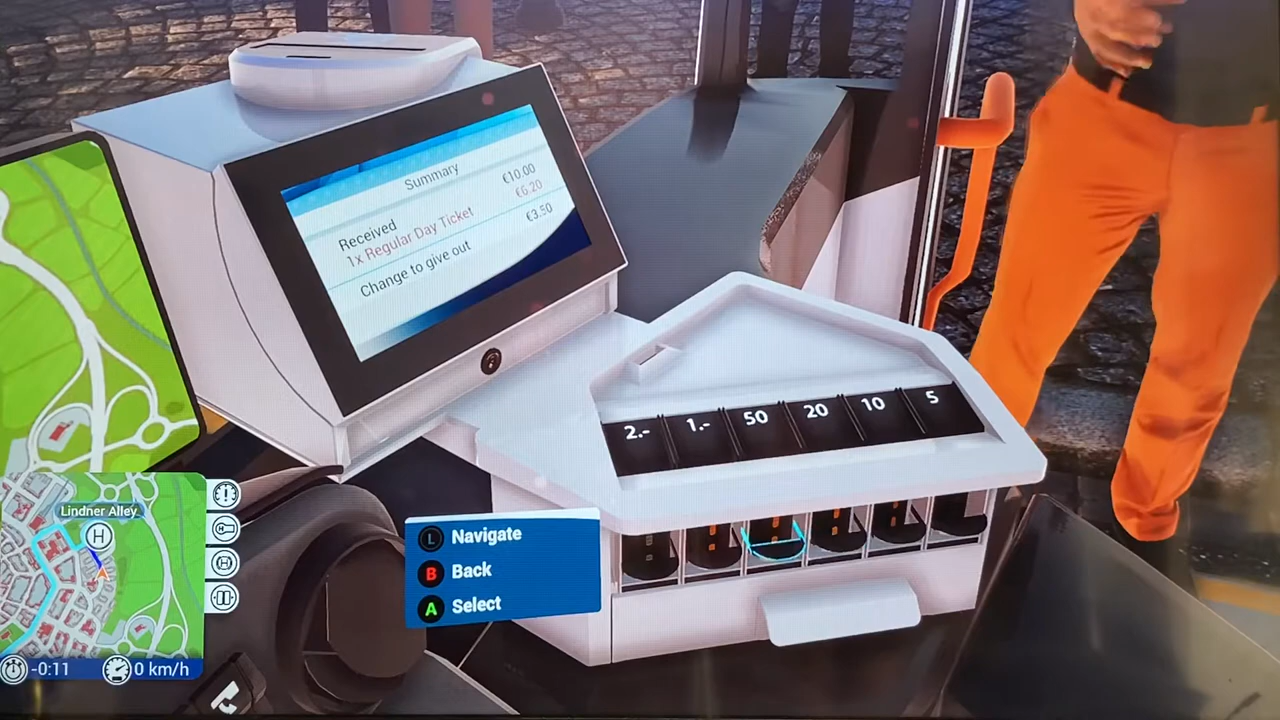 Summary
Received €10.00
1x Regular Day Ticket €6.20
Change to give out €3.50
2.- 1.- 50 20 10 5
Lindner Alley
H
L Navigate
B Back
A Select
-0:11 0 km/h